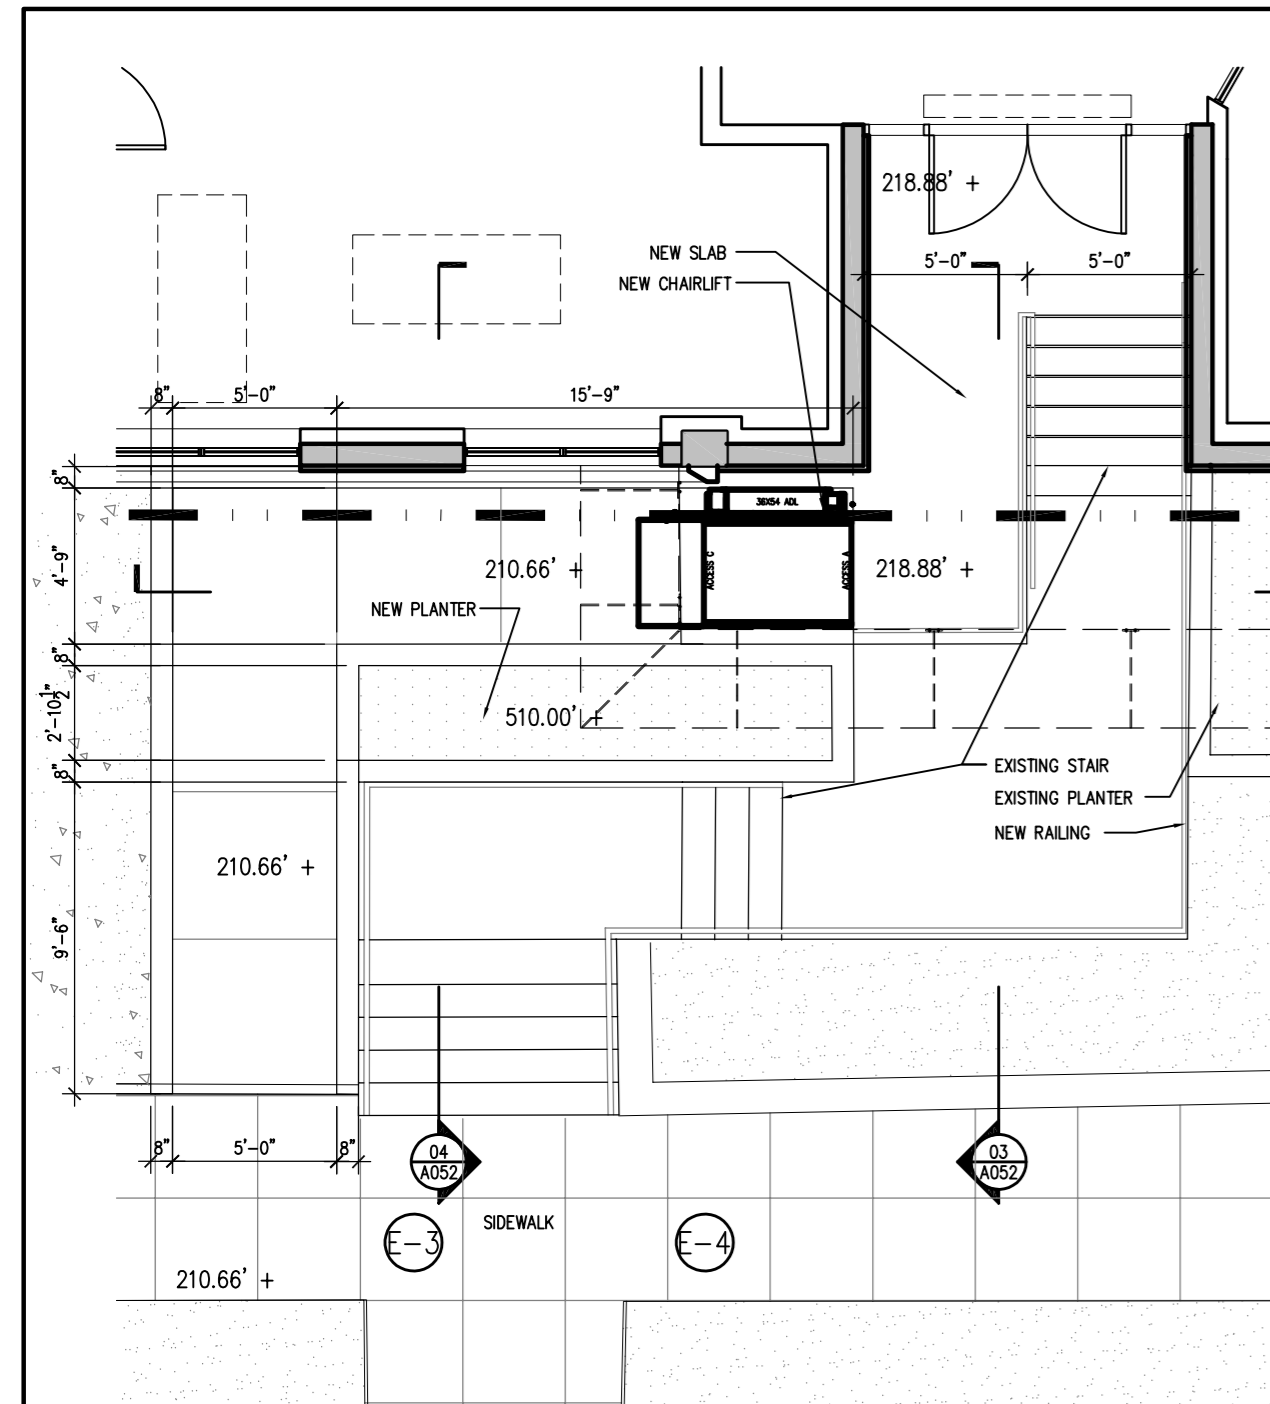 218.88' +
NEW SLAB
5'-0"
5'-0"
NEW CHAIRLIFT
8"
5'-0"
15'-9"
8"
36X54 ADL
4'-9"
210.66' +
ACCESS C
ACCESS A
218.88' +
NEW PLANTER
8"
2'-10 1/2"
510.00' +
8"
EXISTING STAIR
EXISTING PLANTER
NEW RAILING
210.66' +
9'-6"
8"
5'-0"
8"
04
A052
03
A052
SIDEWALK
E-3
E-4
210.66' +